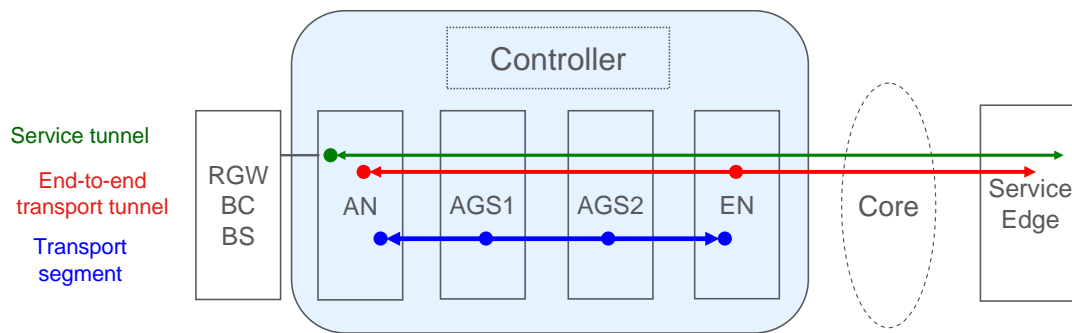 Controller
Service tunnel
End-to-end
transport tunnel
Transport
segment
RGW
BC
BS
AN
AGS1
AGS2
EN
Core
Service
Edge